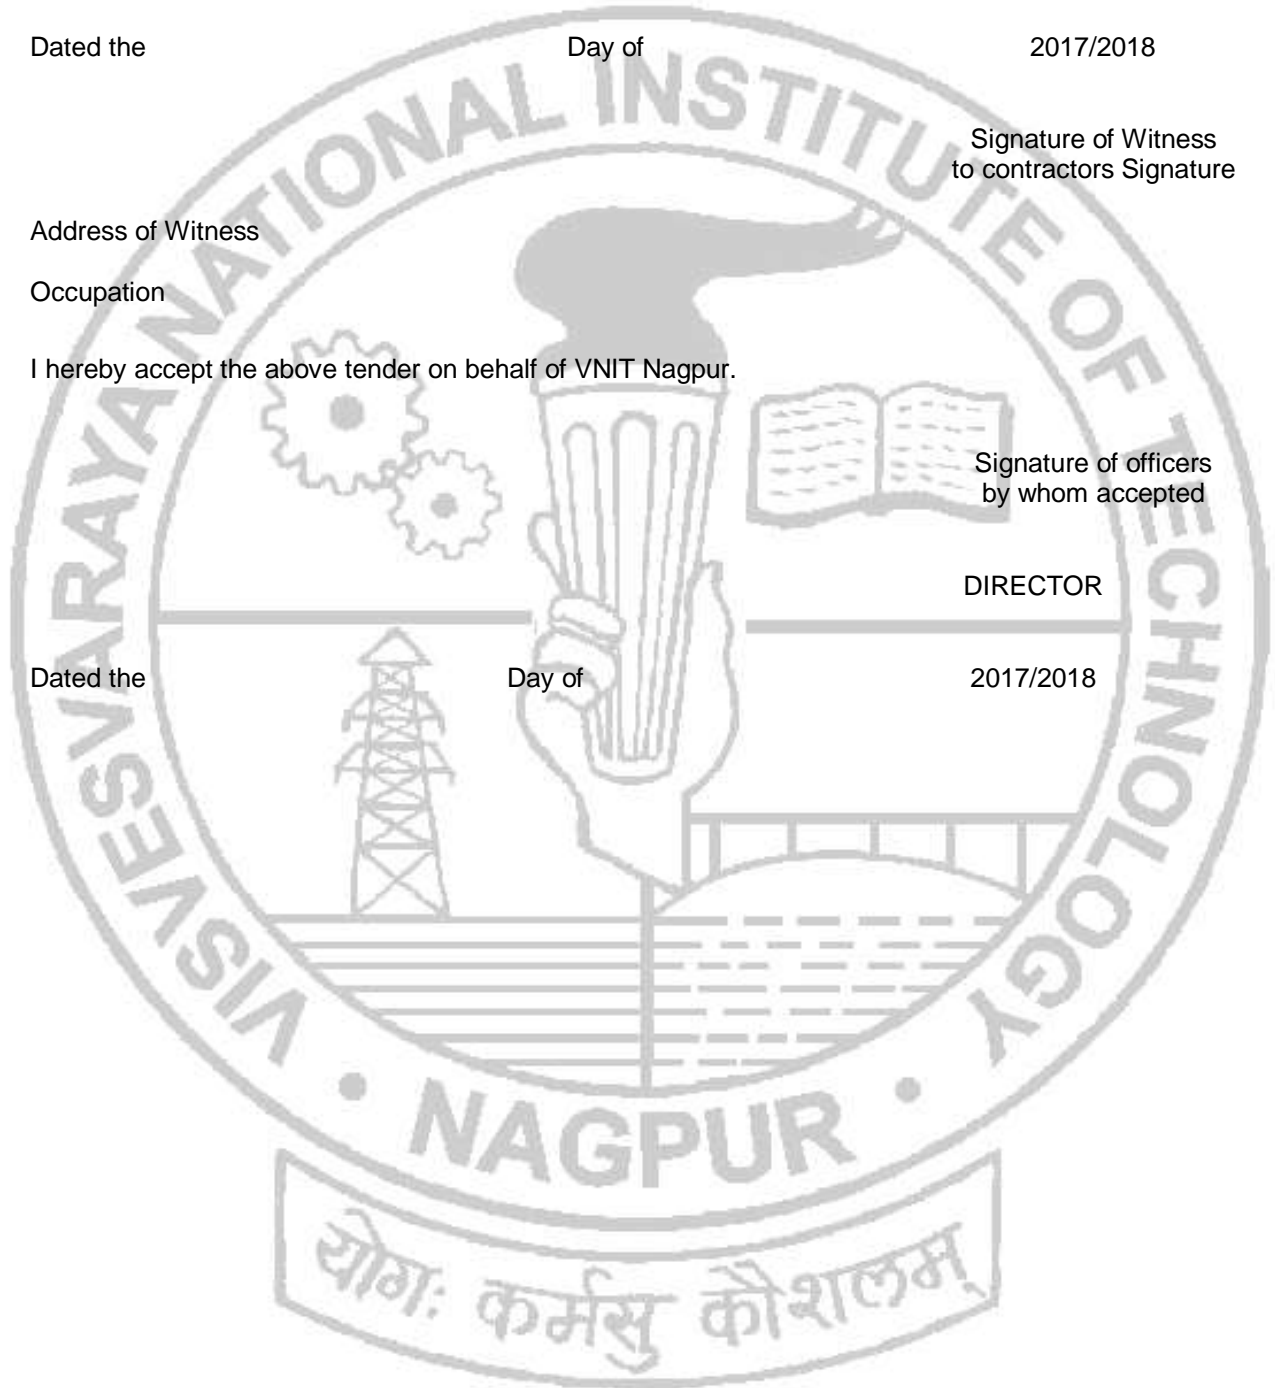 Dated the Day of 2017/2018
Signature of Witness
to contractors Signature
Address of Witness
Occupation
I hereby accept the above tender on behalf of VNIT Nagpur.
Signature of officers
by whom accepted
DIRECTOR
Dated the Day of 2017/2018
VISVESVARAYA NATIONAL INSTITUTE OF TECHNOLOGY
• NAGPUR •
योगः कर्मसु कौशलम्